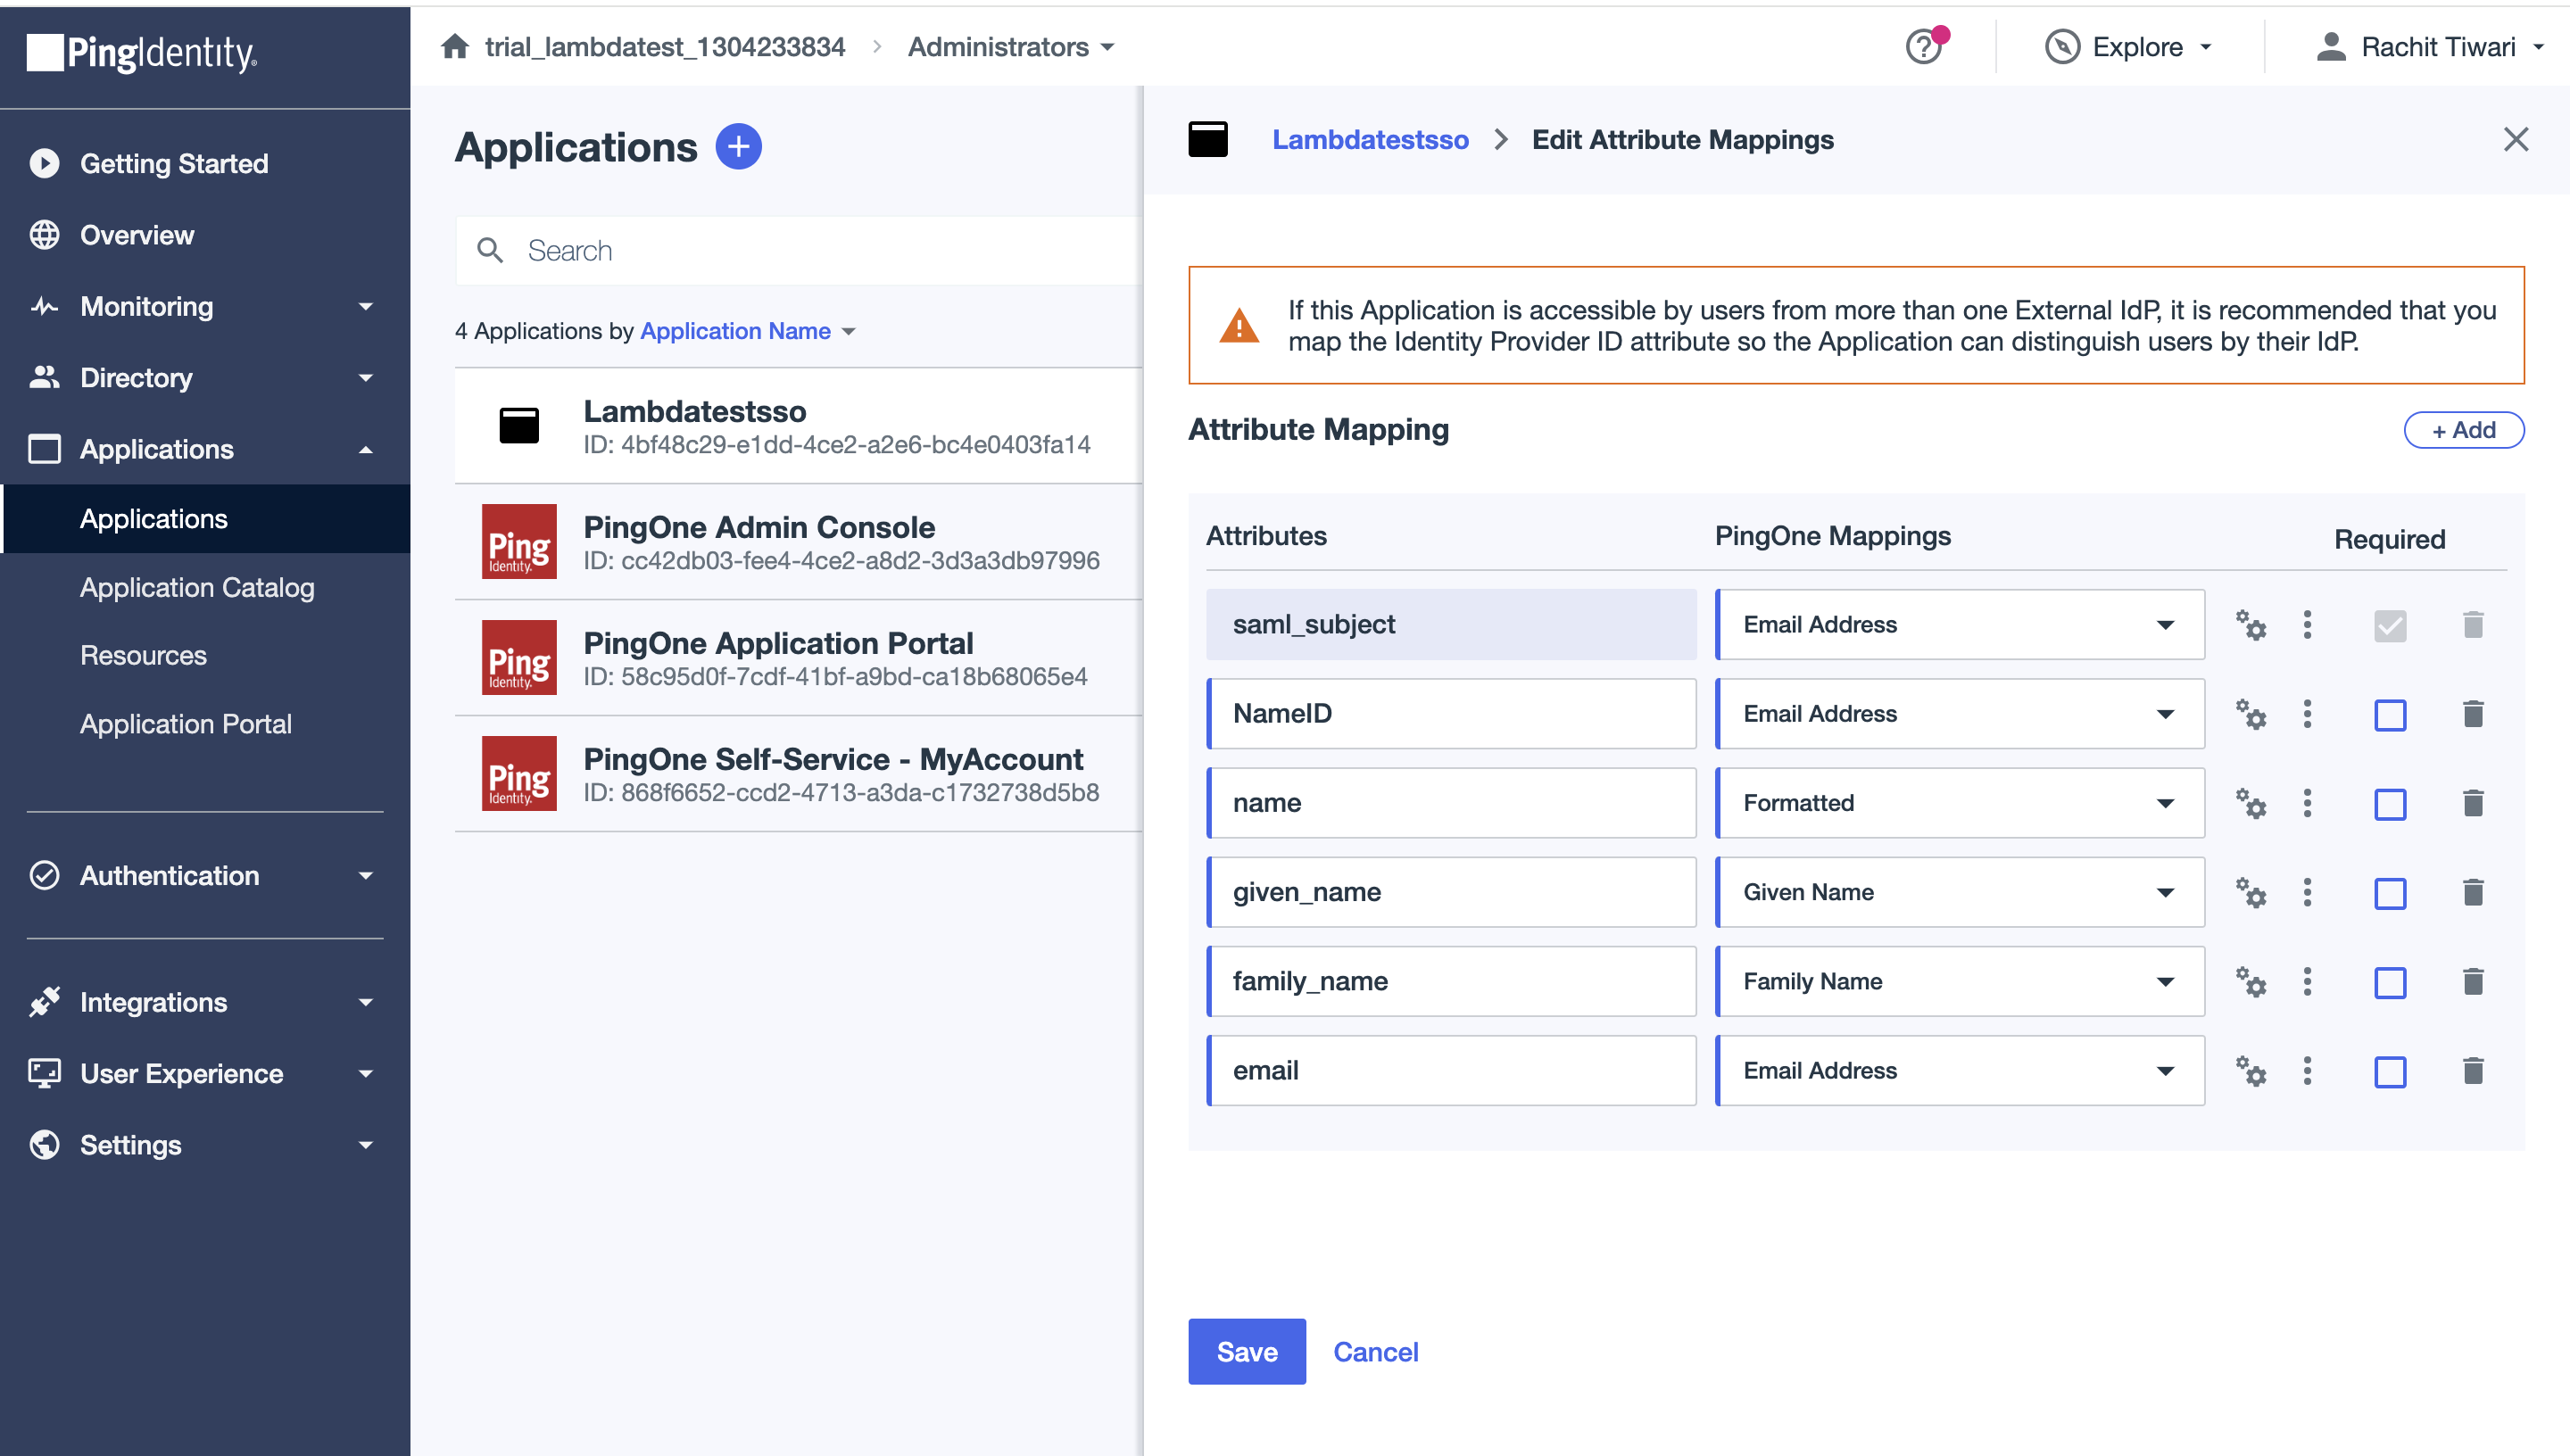 PingIdentity.
trial_lambdatest_1304233834
Administrators
Explore
Rachit Tiwari
Getting Started
Overview
Monitoring
Directory
Applications
Applications
Application Catalog
Resources
Application Portal
Authentication
Integrations
User Experience
Settings
Applications
Search
4 Applications by Application Name
Lambdatestsso
ID: 4bf48c29-e1dd-4ce2-a2e6-bc4e0403fa14
Ping
Identity.
PingOne Admin Console
ID: cc42db03-fee4-4ce2-a8d2-3d3a3db97996
Ping
Identity.
PingOne Application Portal
ID: 58c95d0f-7cdf-41bf-a9bd-ca18b68065e4
Ping
Identity.
PingOne Self-Service - MyAccount
ID: 868f6652-ccd2-4713-a3da-c1732738d5b8
Lambdatestsso > Edit Attribute Mappings
If this Application is accessible by users from more than one External IdP, it is recommended that you
map the Identity Provider ID attribute so the Application can distinguish users by their IdP.
Attribute Mapping
+ Add
Attributes PingOne Mappings Required
saml_subject Email Address
NameID Email Address
name Formatted
given_name Given Name
family_name Family Name
email Email Address
Save Cancel